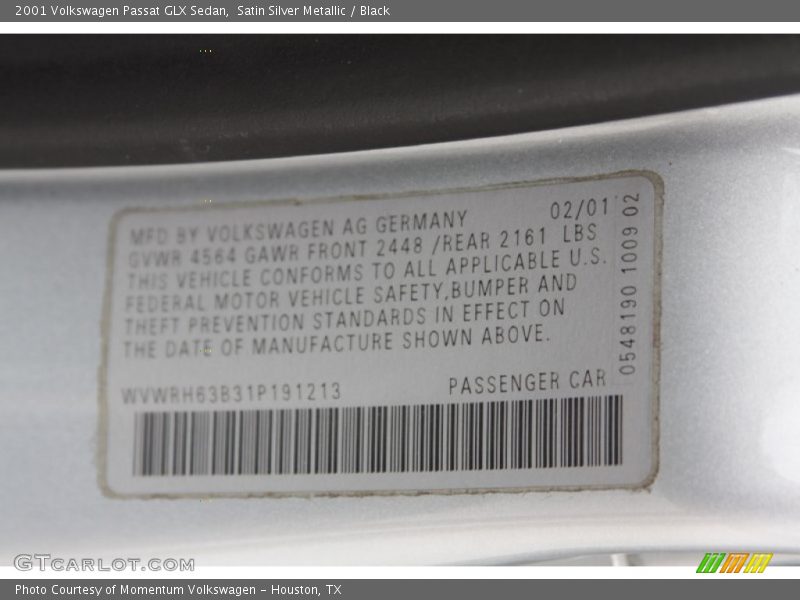 2001 Volkswagen Passat GLX Sedan,  Satin Silver Metallic / Black
MFD BY VOLKSWAGEN AG GERMANY 02/01
GVWR 4564 GAWR FRONT 2448 /REAR 2161 LBS
THIS VEHICLE CONFORMS TO ALL APPLICABLE U.S.
FEDERAL MOTOR VEHICLE SAFETY,BUMPER AND
THEFT PREVENTION STANDARDS IN EFFECT ON
THE DATE OF MANUFACTURE SHOWN ABOVE.
WVWRH63B31P191213 PASSENGER CAR
0548190 1009 02
GTCARLOT.COM
Photo Courtesy of Momentum Volkswagen - Houston, TX